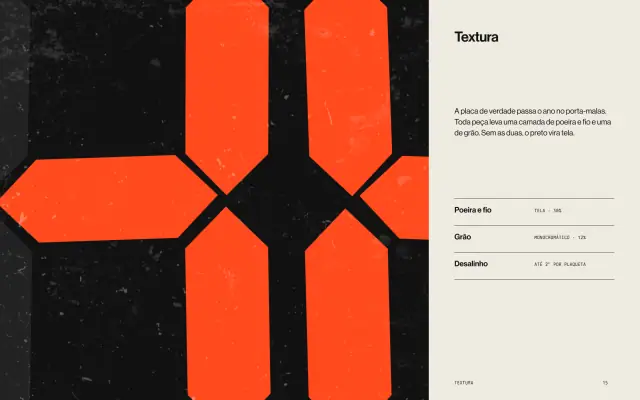 Textura
A placa de verdade passa o ano no porta-malas.
Toda peça leva uma camada de poeira e fio e uma
de grão. Sem as duas, o preto vira tela.
Poeira e fio TELA · 30%
Grão MONOCROMÁTICO · 12%
Desalinho ATÉ 2° POR PLAQUETA
TEXTURA 15